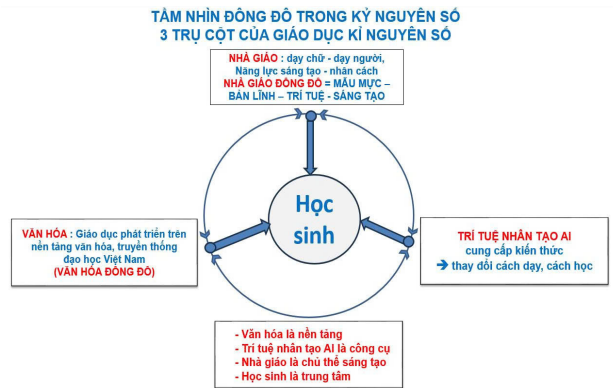 TẦM NHÌN ĐÔNG ĐÔ TRONG KỶ NGUYÊN SỐ
3 TRỤ CỘT CỦA GIÁO DỤC KỈ NGUYÊN SỐ
NHÀ GIÁO : dạy chữ - dạy người,
Năng lực sáng tạo - nhân cách
NHÀ GIÁO ĐÔNG ĐÔ = MẪU MỰC –
BẢN LĨNH – TRÍ TUỆ - SÁNG TẠO
Học
sinh
VĂN HÓA : Giáo dục phát triển trên
nền tảng văn hóa, truyền thống
đạo học Việt Nam
(VĂN HÓA ĐÔNG ĐÔ)
TRÍ TUỆ NHÂN TẠO AI
cung cấp kiến thức
➔ thay đổi cách dạy, cách học
- Văn hóa là nền tảng
- Trí tuệ nhân tạo AI là công cụ
- Nhà giáo là chủ thể sáng tạo
- Học sinh là trung tâm